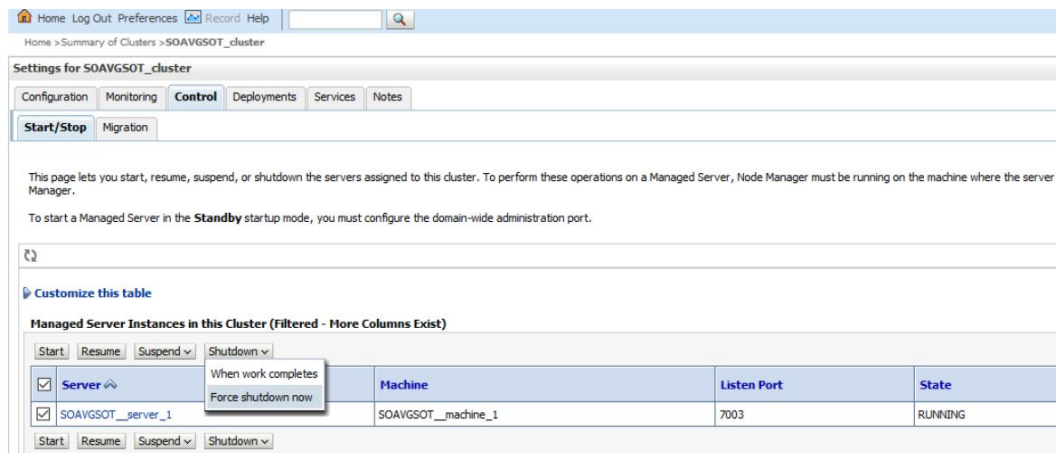 Home Log Out Preferences Record Help
Home >Summary of Clusters >SOAVGSOT_cluster
Settings for SOAVGSOT_cluster
Configuration Monitoring Control Deployments Services Notes
Start/Stop Migration
This page lets you start, resume, suspend, or shutdown the servers assigned to this cluster. To perform these operations on a Managed Server, Node Manager must be running on the machine where the server
Manager.
To start a Managed Server in the Standby startup mode, you must configure the domain-wide administration port.
Customize this table
Managed Server Instances in this Cluster (Filtered - More Columns Exist)
Start Resume Suspend Shutdown
When work completes
Force shutdown now
Server Machine Listen Port State
SOAVGSOT__server_1 SOAVGSOT__machine_1 7003 RUNNING
Start Resume Suspend Shutdown